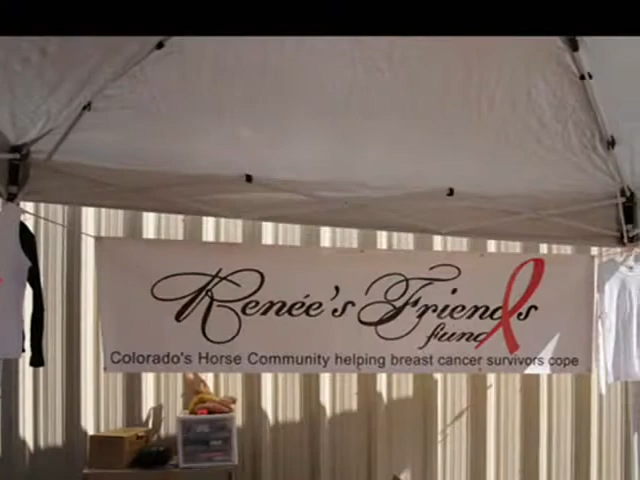 Renée's Friends
fund
Colorado's Horse Community helping breast cancer survivors cope